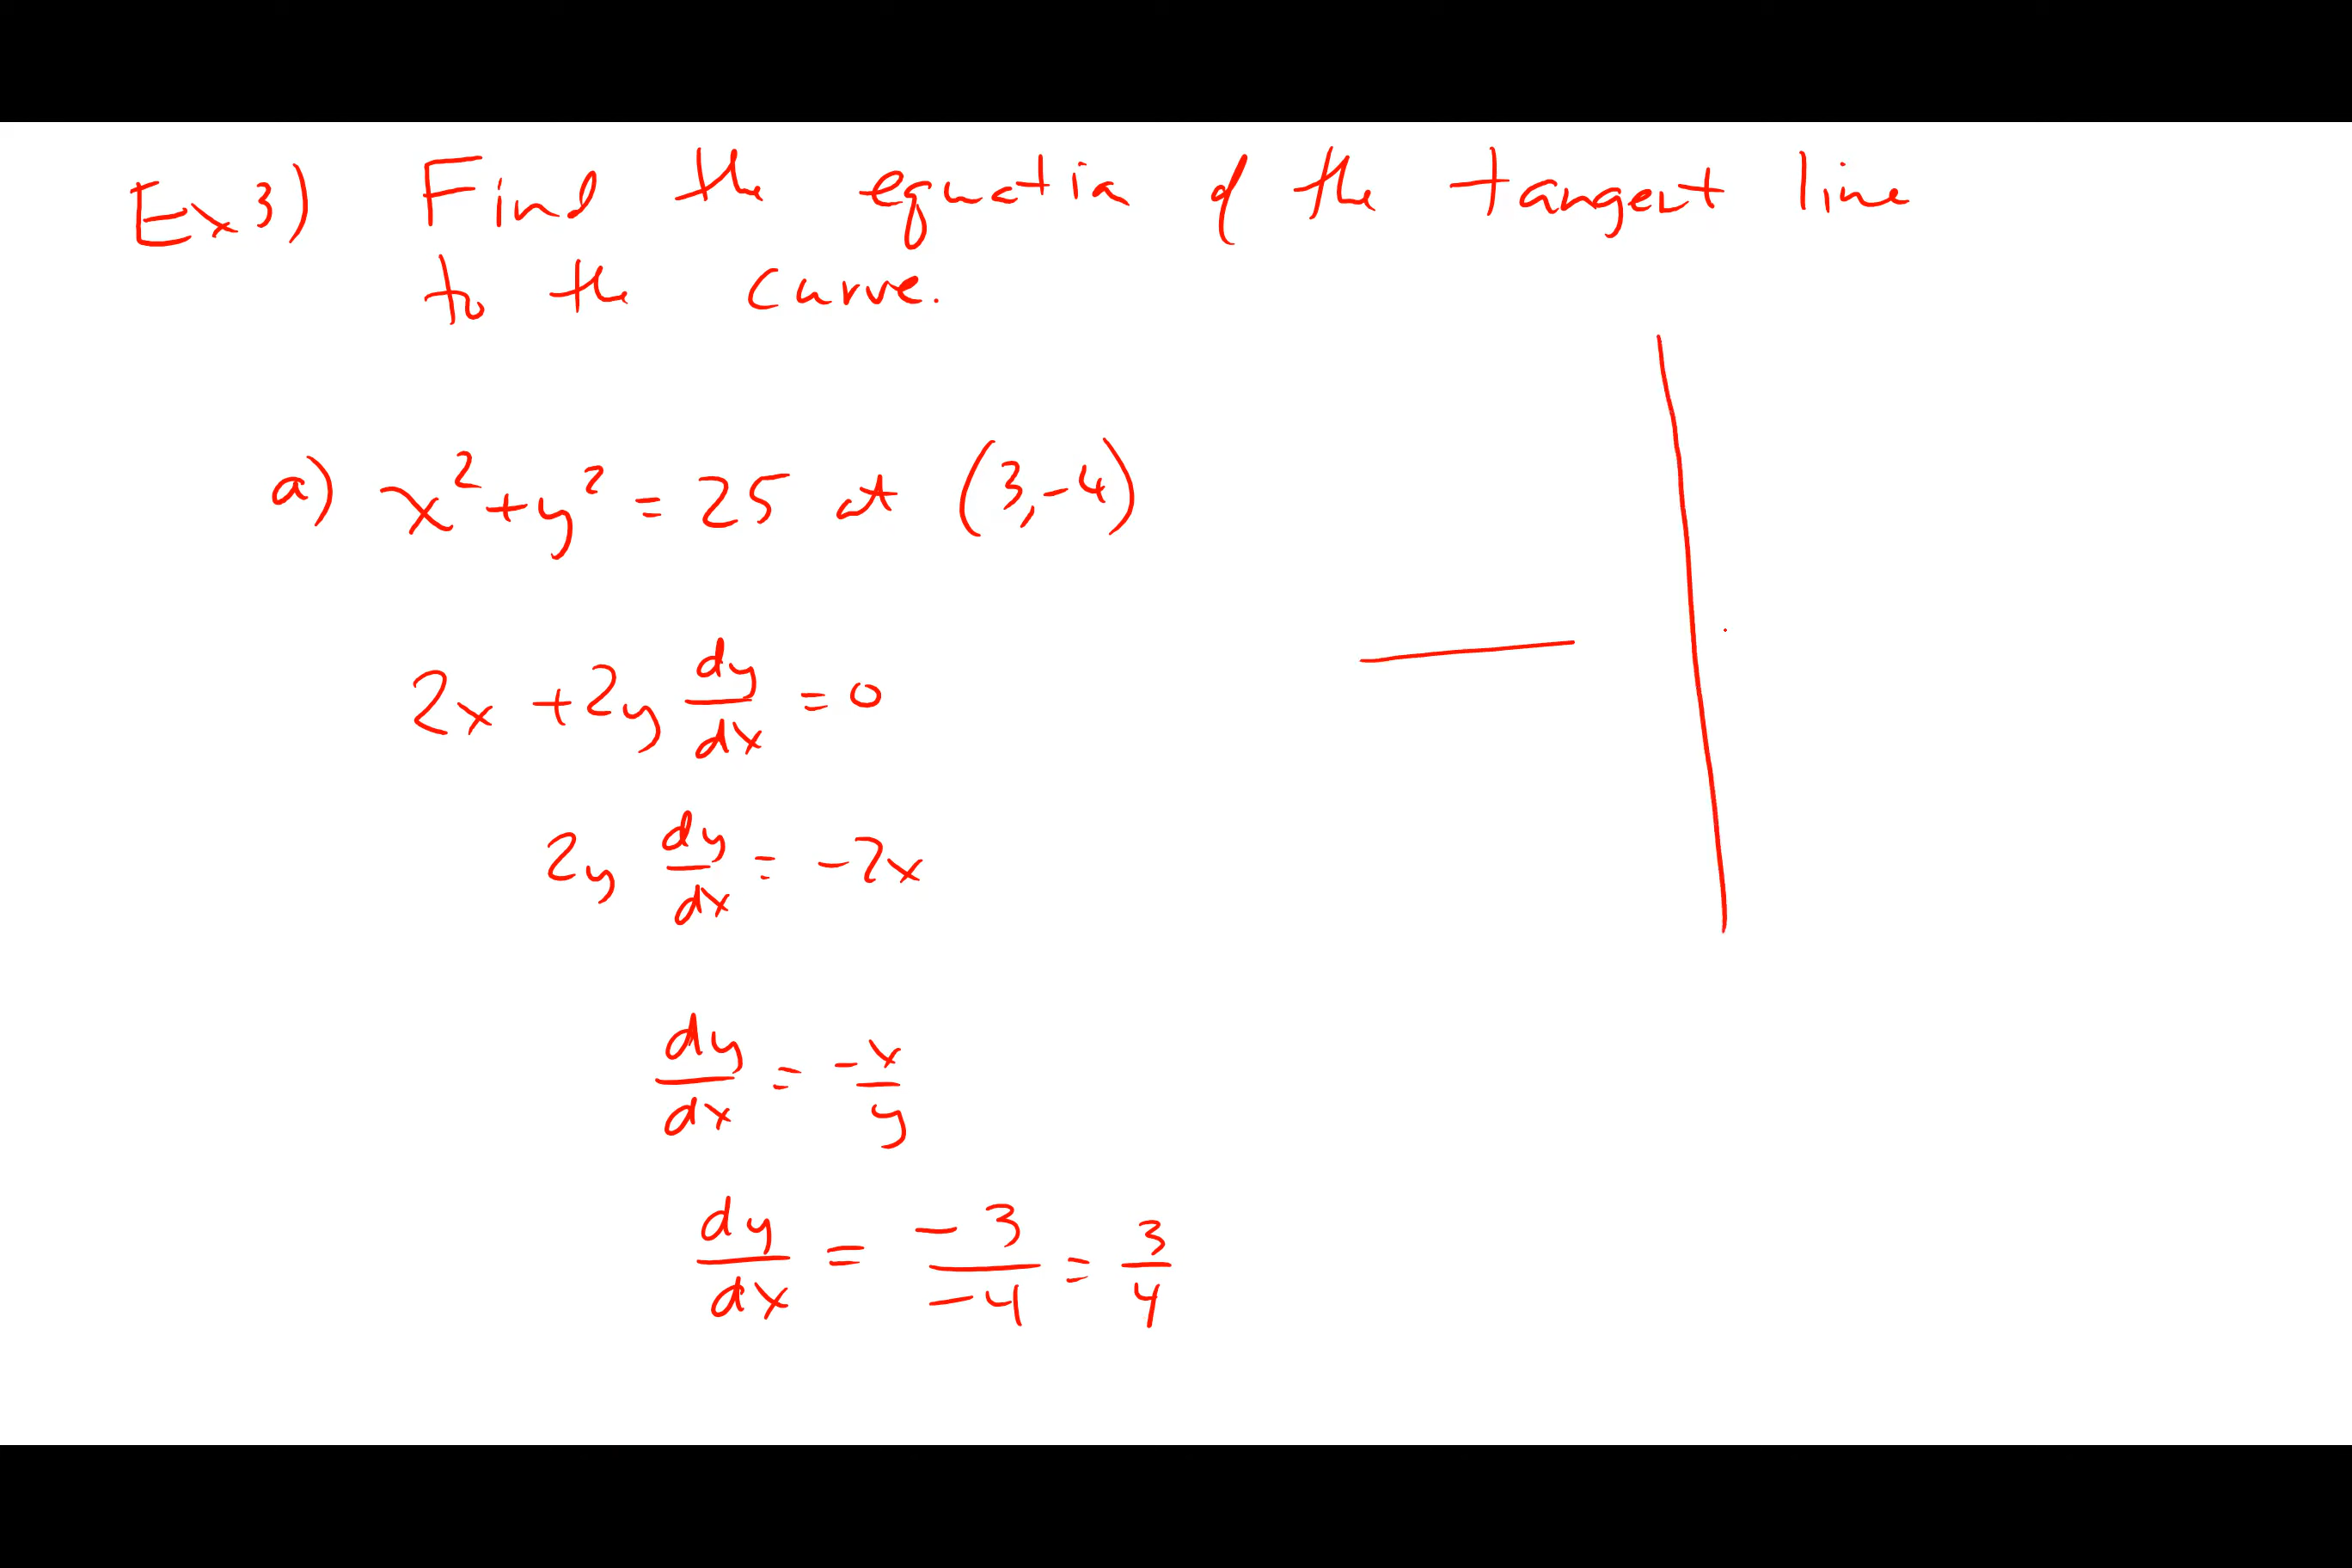 Ex 3) Find the equation of the tangent line
to the curve.
a) x² + y² = 25 at (3, -4)
2x + 2y dy/dx = 0
2y dy/dx = -2x
dy/dx = -x/y
dy/dx = -3/-4 = 3/4